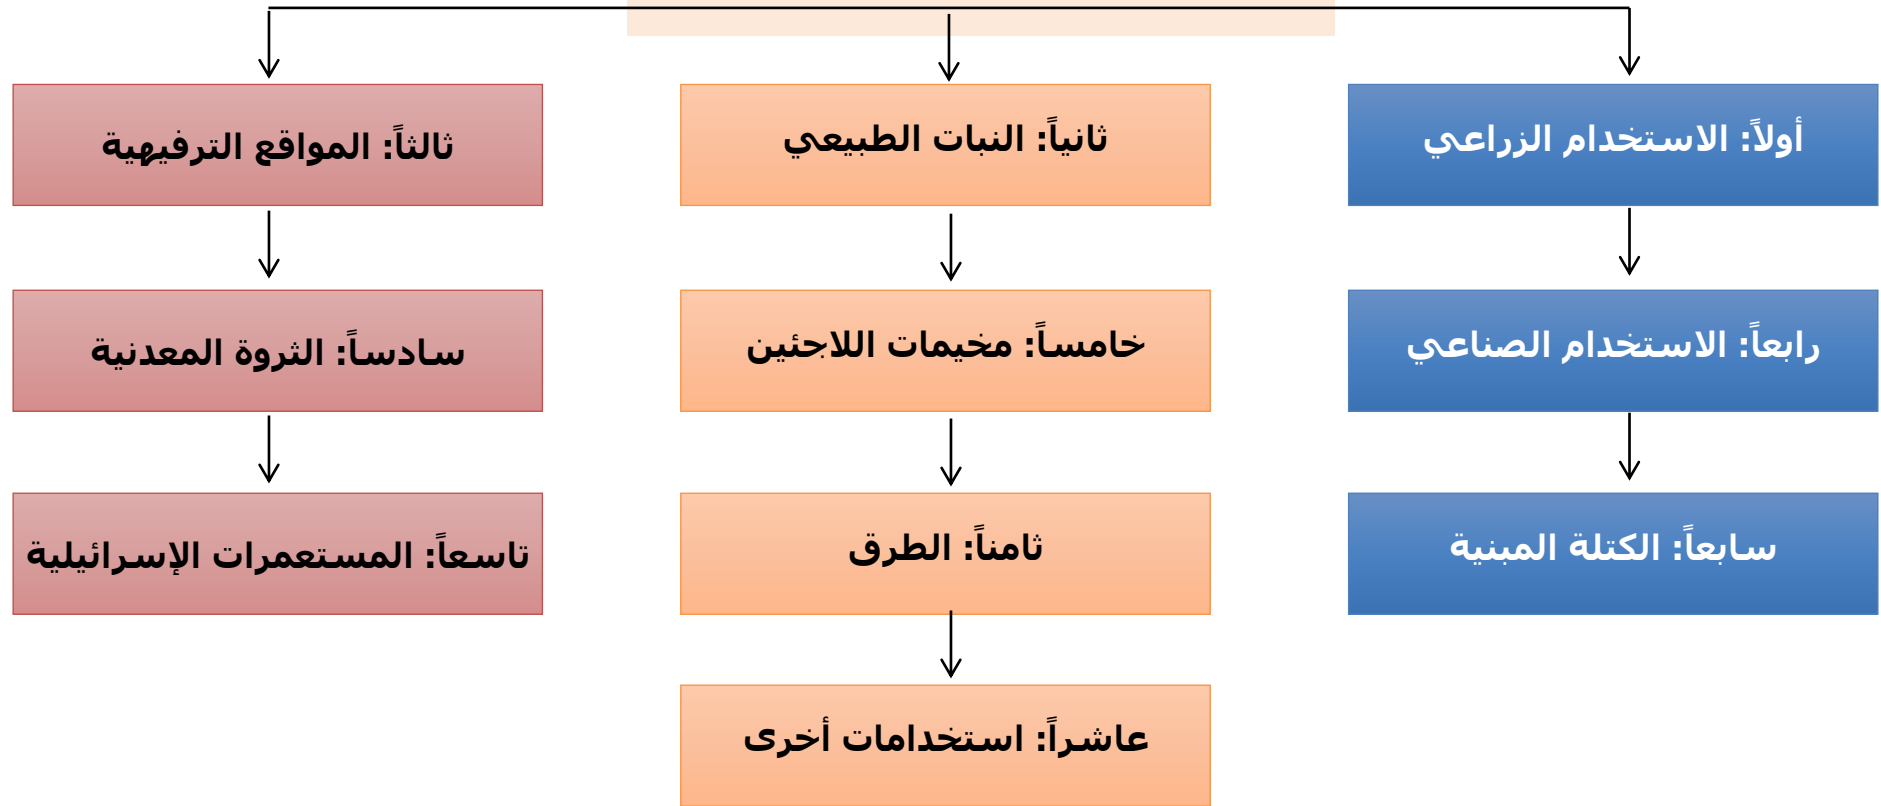 أولاً: الاستخدام الزراعي
ثانياً: النبات الطبيعي
ثالثاً: المواقع الترفيهية
رابعاً: الاستخدام الصناعي
خامساً: مخيمات اللاجئين
سادساً: الثروة المعدنية
سابعاً: الكتلة المبنية
ثامناً: الطرق
تاسعاً: المستعمرات الإسرائيلية
عاشراً: استخدامات أخرى